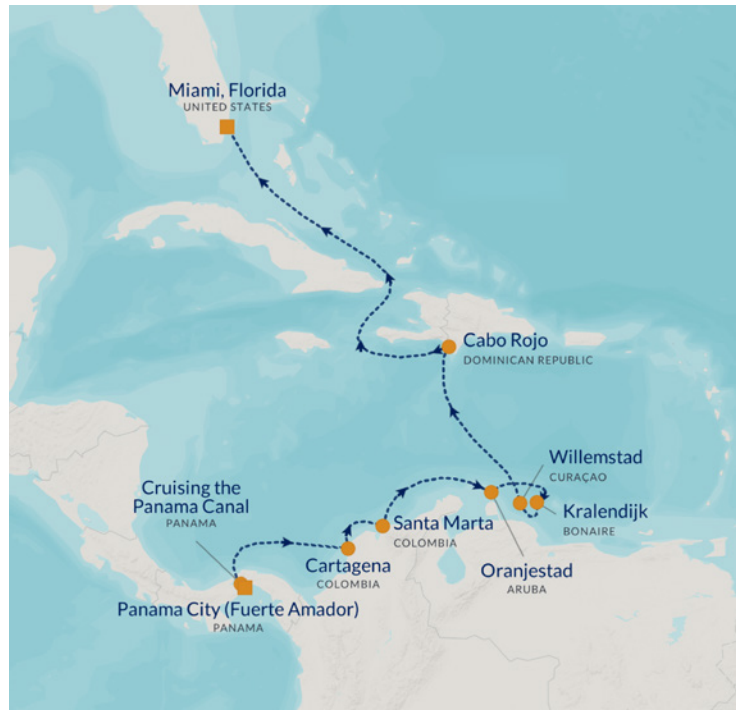 Miami, Florida
UNITED STATES
Cabo Rojo
DOMINICAN REPUBLIC
Willemstad
CURAÇAO
Cruising the
Panama Canal
PANAMA
Kralendijk
BONAIRE
Santa Marta
COLOMBIA
Cartagena
COLOMBIA
Oranjestad
ARUBA
Panama City (Fuerte Amador)
PANAMA